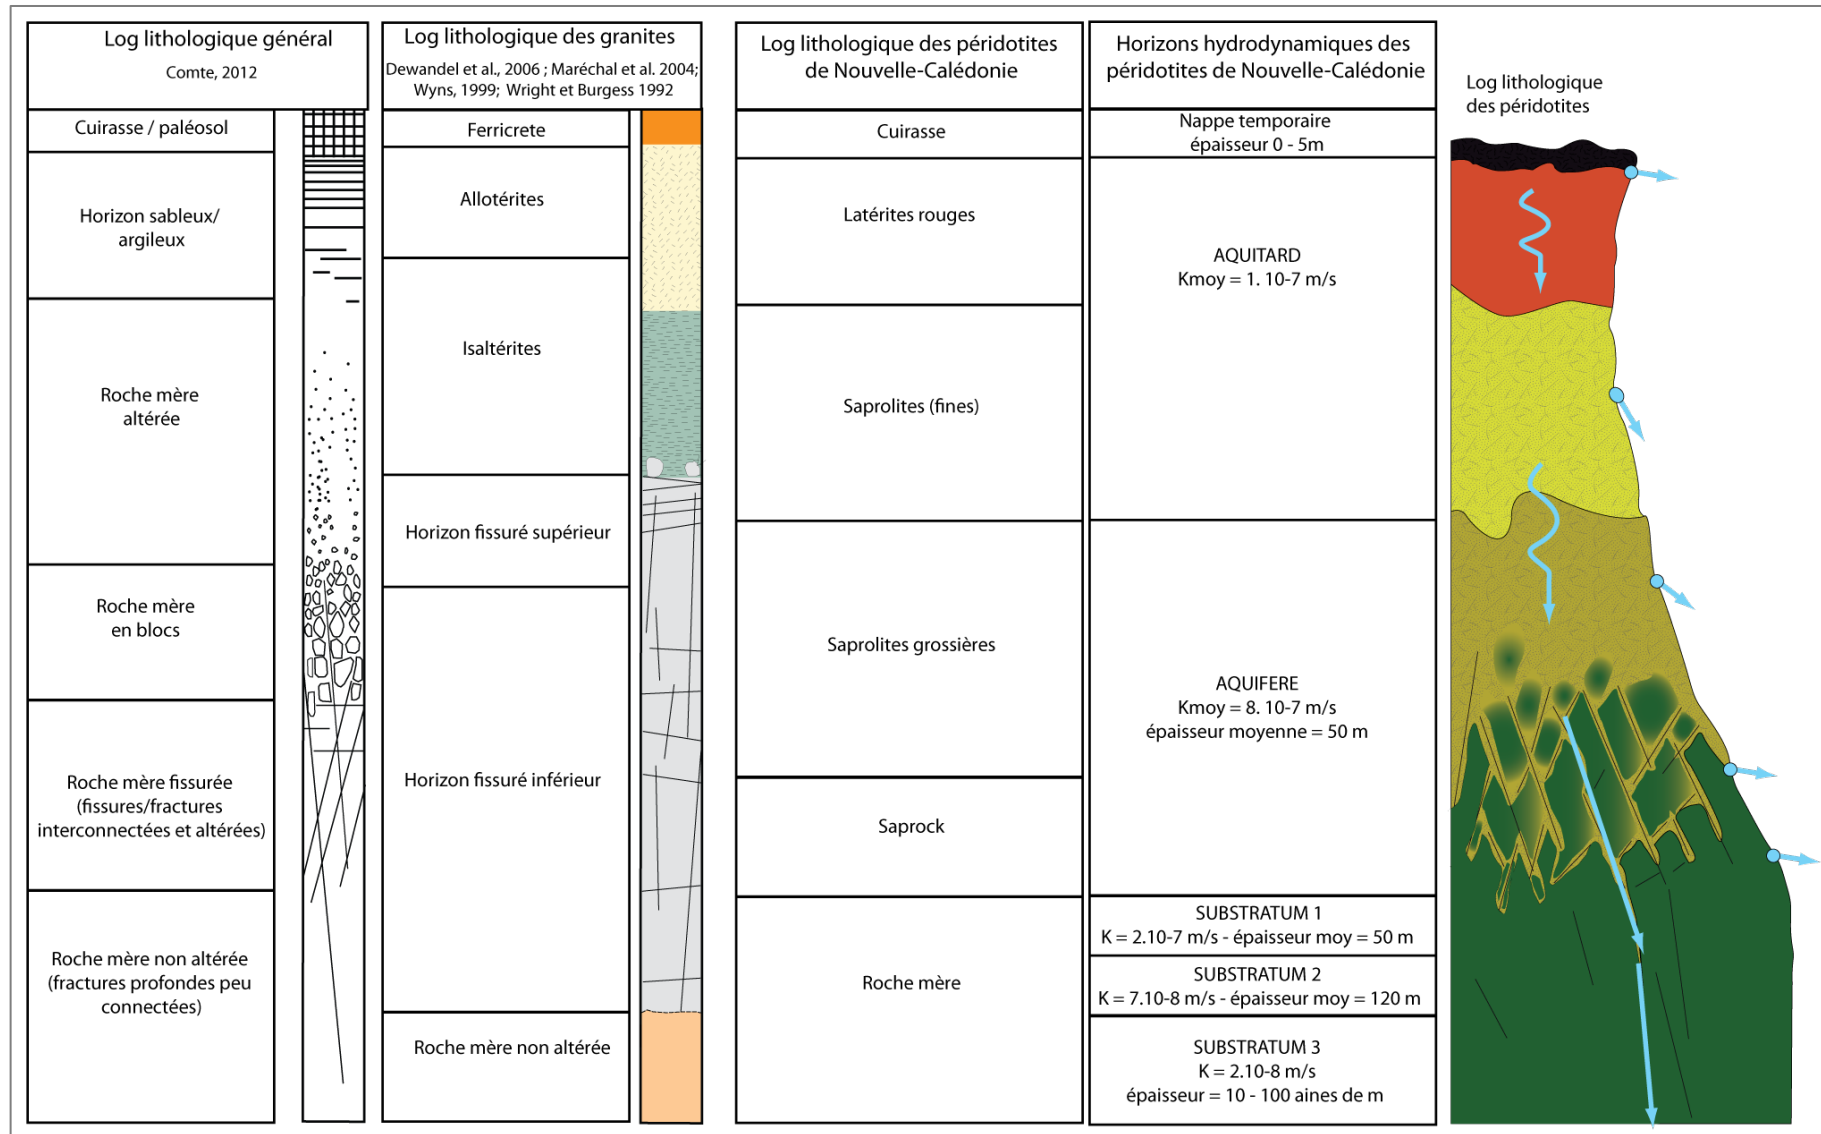 Log lithologique général
Comte, 2012
Cuirasse / paléosol
Horizon sableux/
argileux
Roche mère
altérée
Roche mère
en blocs
Roche mère fissurée
(fissures/fractures
interconnectées et altérées)
Roche mère non altérée
(fractures profondes peu
connectées)
Log lithologique des granites
Dewandel et al., 2006 ; Maréchal et al. 2004;
Wyns, 1999; Wright et Burgess 1992
Ferricrete
Allotérites
Isaltérites
Horizon fissuré supérieur
Horizon fissuré inférieur
Roche mère non altérée
Log lithologique des péridotites
de Nouvelle-Calédonie
Cuirasse
Latérites rouges
Saprolites (fines)
Saprolites grossières
Saprock
Roche mère
Horizons hydrodynamiques des
péridotites de Nouvelle-Calédonie
Nappe temporaire
épaisseur 0 - 5m
AQUITARD
Kmoy = 1. 10-7 m/s
AQUIFERE
Kmoy = 8. 10-7 m/s
épaisseur moyenne = 50 m
SUBSTRATUM 1
K = 2.10-7 m/s - épaisseur moy = 50 m
SUBSTRATUM 2
K = 7.10-8 m/s - épaisseur moy = 120 m
SUBSTRATUM 3
K = 2.10-8 m/s
épaisseur = 10 - 100 aines de m
Log lithologique
des péridotites